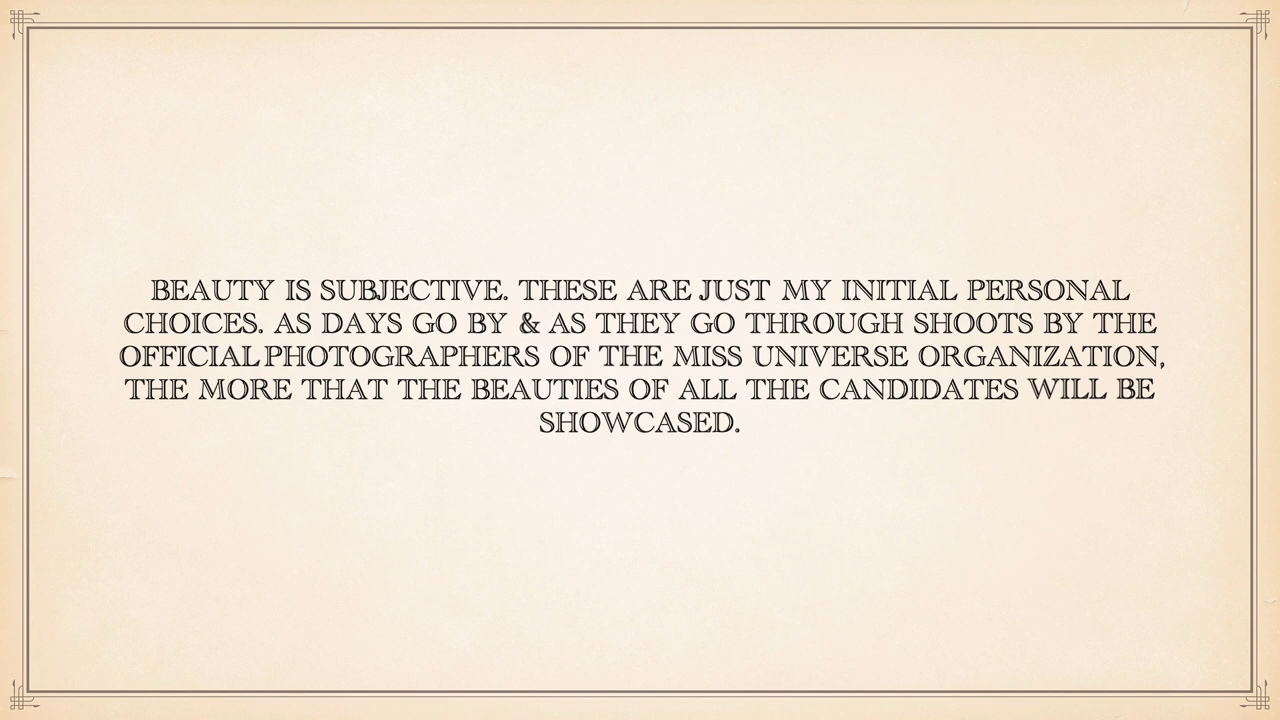 BEAUTY IS SUBJECTIVE. THESE ARE JUST MY INITIAL PERSONAL
CHOICES. AS DAYS GO BY & AS THEY GO THROUGH SHOOTS BY THE
OFFICIAL PHOTOGRAPHERS OF THE MISS UNIVERSE ORGANIZATION,
THE MORE THAT THE BEAUTIES OF ALL THE CANDIDATES WILL BE
SHOWCASED.